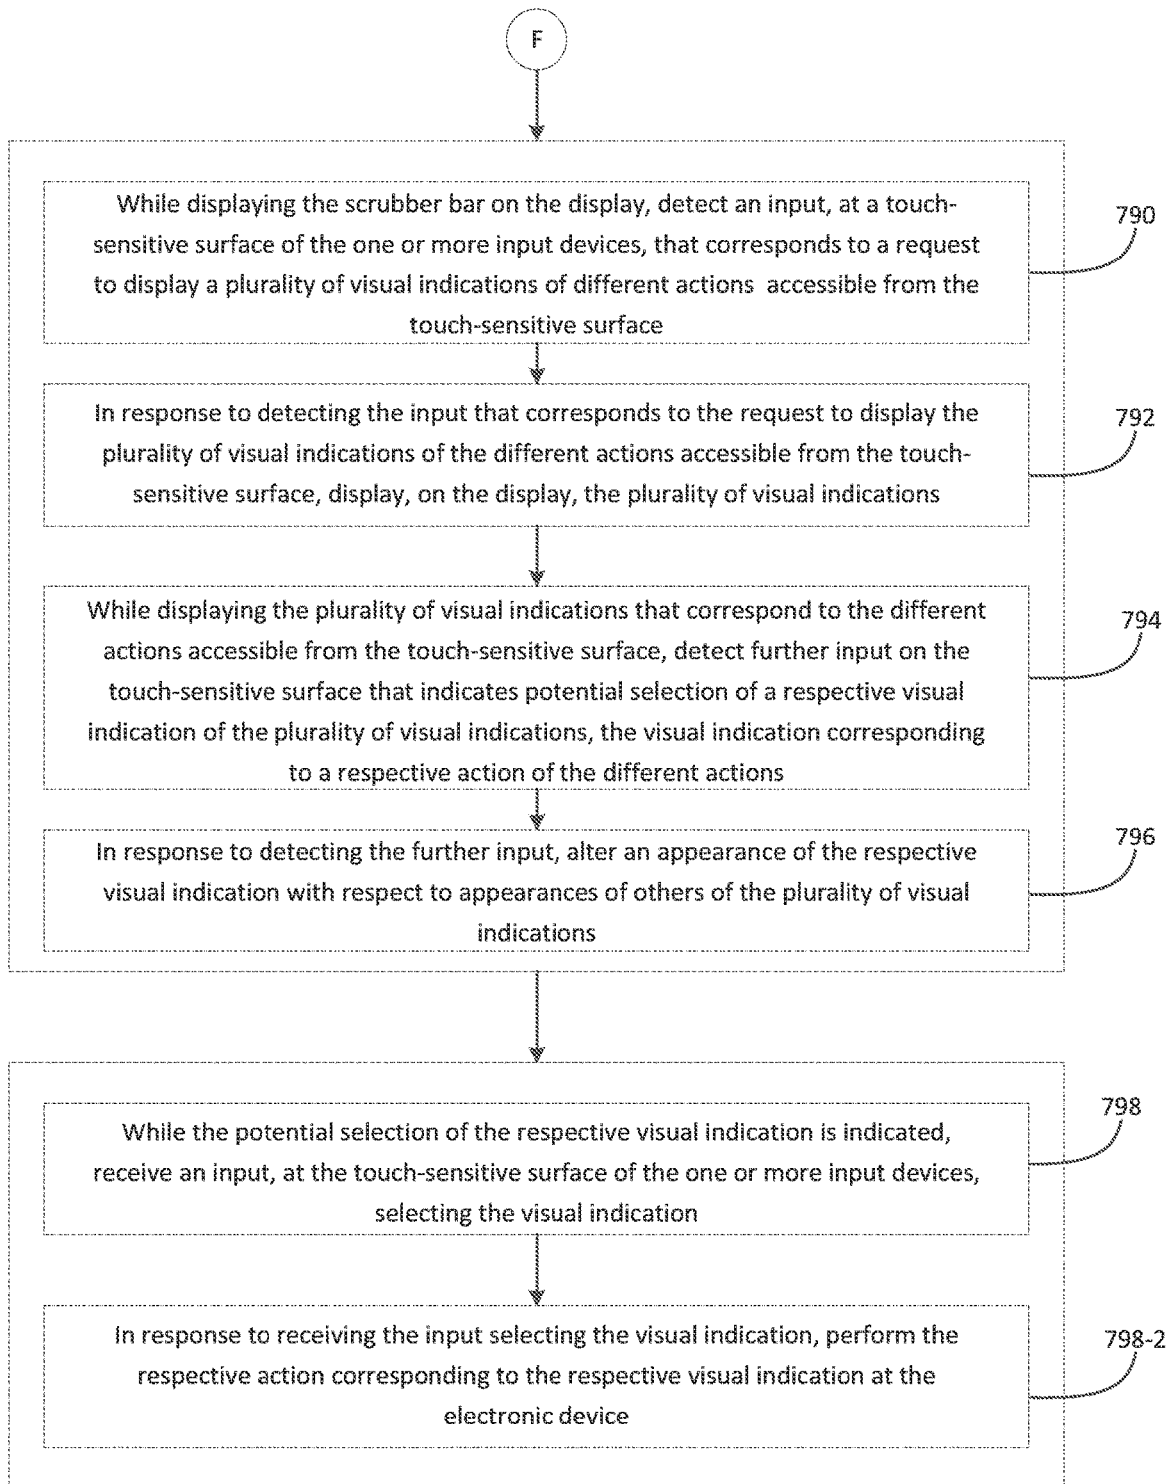 F
While displaying the scrubber bar on the display, detect an input, at a touch-
sensitive surface of the one or more input devices, that corresponds to a request
to display a plurality of visual indications of different actions accessible from the
touch-sensitive surface
790
In response to detecting the input that corresponds to the request to display the
plurality of visual indications of the different actions accessible from the touch-
sensitive surface, display, on the display, the plurality of visual indications
792
While displaying the plurality of visual indications that correspond to the different
actions accessible from the touch-sensitive surface, detect further input on the
touch-sensitive surface that indicates potential selection of a respective visual
indication of the plurality of visual indications, the visual indication corresponding
to a respective action of the different actions
794
In response to detecting the further input, alter an appearance of the respective
visual indication with respect to appearances of others of the plurality of visual
indications
796
While the potential selection of the respective visual indication is indicated,
receive an input, at the touch-sensitive surface of the one or more input devices,
selecting the visual indication
798
In response to receiving the input selecting the visual indication, perform the
respective action corresponding to the respective visual indication at the
electronic device
798-2